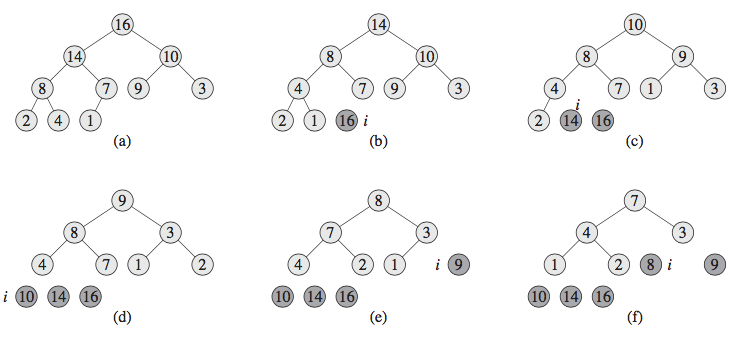 16 14 10
14 10 8 10 8 9
8 7 9 3 4 7 9 3 4 7 1 3
i
2 4 1 2 1 16 i 2 14 16
(a) (b) (c)
9 8 7
8 3 7 3 4 3
4 7 1 2 4 2 1 i 9 1 2 8 i 9
i 10 14 16 10 14 16 10 14 16
(d) (e) (f)